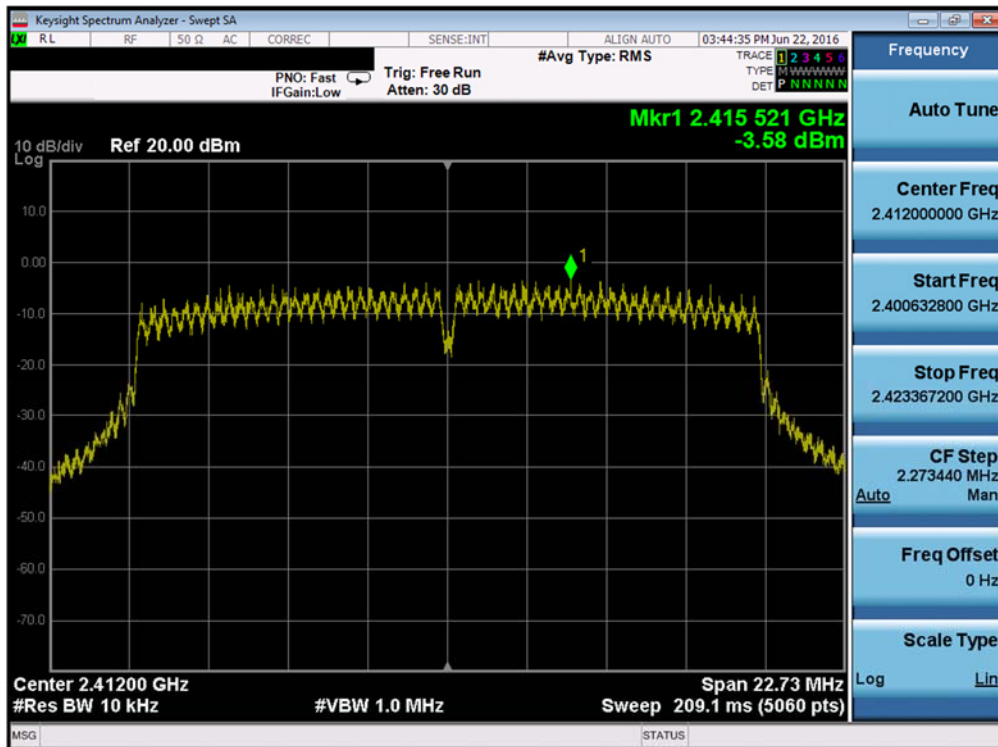 Keysight Spectrum Analyzer - Swept SA
LXI RL RF 50 Ω AC CORREC SENSE:INT ALIGN AUTO 03:44:35 PM Jun 22, 2016
#Avg Type: RMS
TRACE 1 2 3 4 5 6
PNO: Fast Trig: Free Run
TYPE M WWWWW
IFGain:Low Atten: 30 dB
DET P N N N N N
Mkr1 2.415 521 GHz
-3.58 dBm
10 dB/div Ref 20.00 dBm
Log
10.0
0.00
-10.0
-20.0
-30.0
-40.0
-50.0
-60.0
-70.0
1
Center 2.41200 GHz Span 22.73 MHz
#Res BW 10 kHz #VBW 1.0 MHz Sweep 209.1 ms (5060 pts)
MSG STATUS
Frequency
Auto Tune
Center Freq
2.412000000 GHz
Start Freq
2.400632800 GHz
Stop Freq
2.423367200 GHz
CF Step
2.273440 MHz
Auto Man
Freq Offset
0 Hz
Scale Type
Log Lin